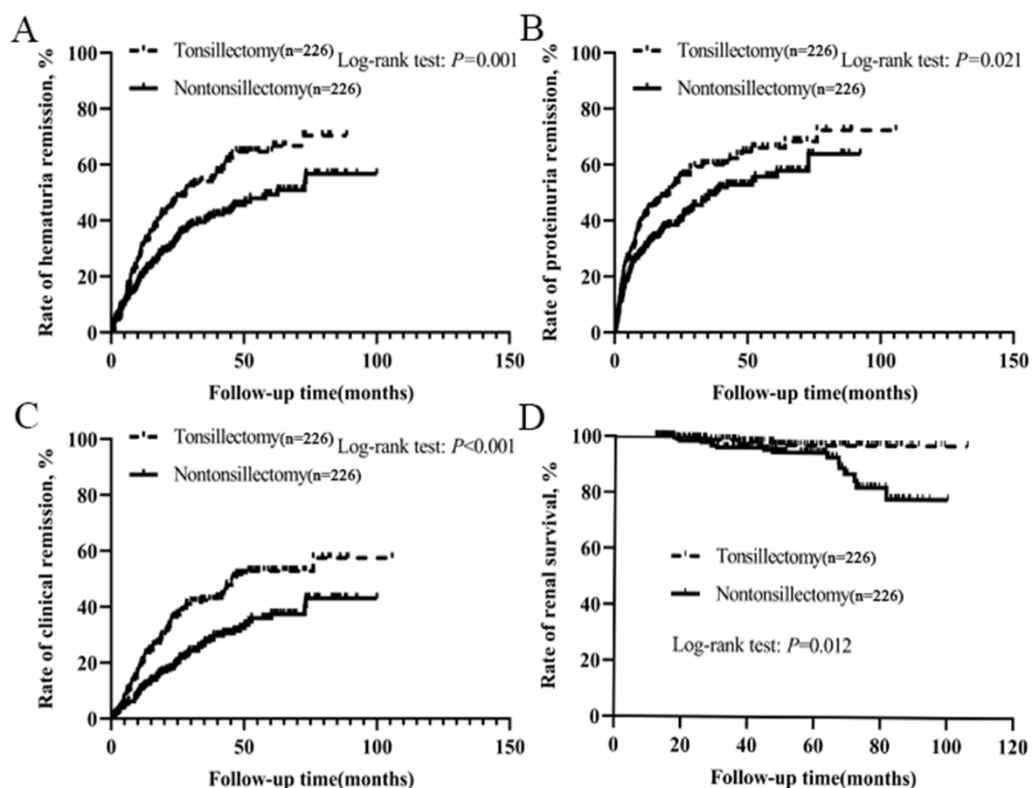 A
Tonsillectomy(n=226)
Log-rank test: P=0.001
Nontonsillectomy(n=226)
Rate of hematuria remission, %
100
80
60
40
20
0
0 50 100 150
Follow-up time(months)
B
Tonsillectomy(n=226)
Log-rank test: P=0.021
Nontonsillectomy(n=226)
Rate of proteinuria remission, %
100
80
60
40
20
0
0 50 100 150
Follow-up time(months)
C
Tonsillectomy(n=226)
Log-rank test: P<0.001
Nontonsillectomy(n=226)
Rate of clinical remission, %
100
80
60
40
20
0
0 50 100 150
Follow-up time(months)
D
Rate of renal survival, %
100
80
60
40
20
0
Tonsillectomy(n=226)
Nontonsillectomy(n=226)
Log-rank test: P=0.012
0 20 40 60 80 100 120
Follow-up time(months)